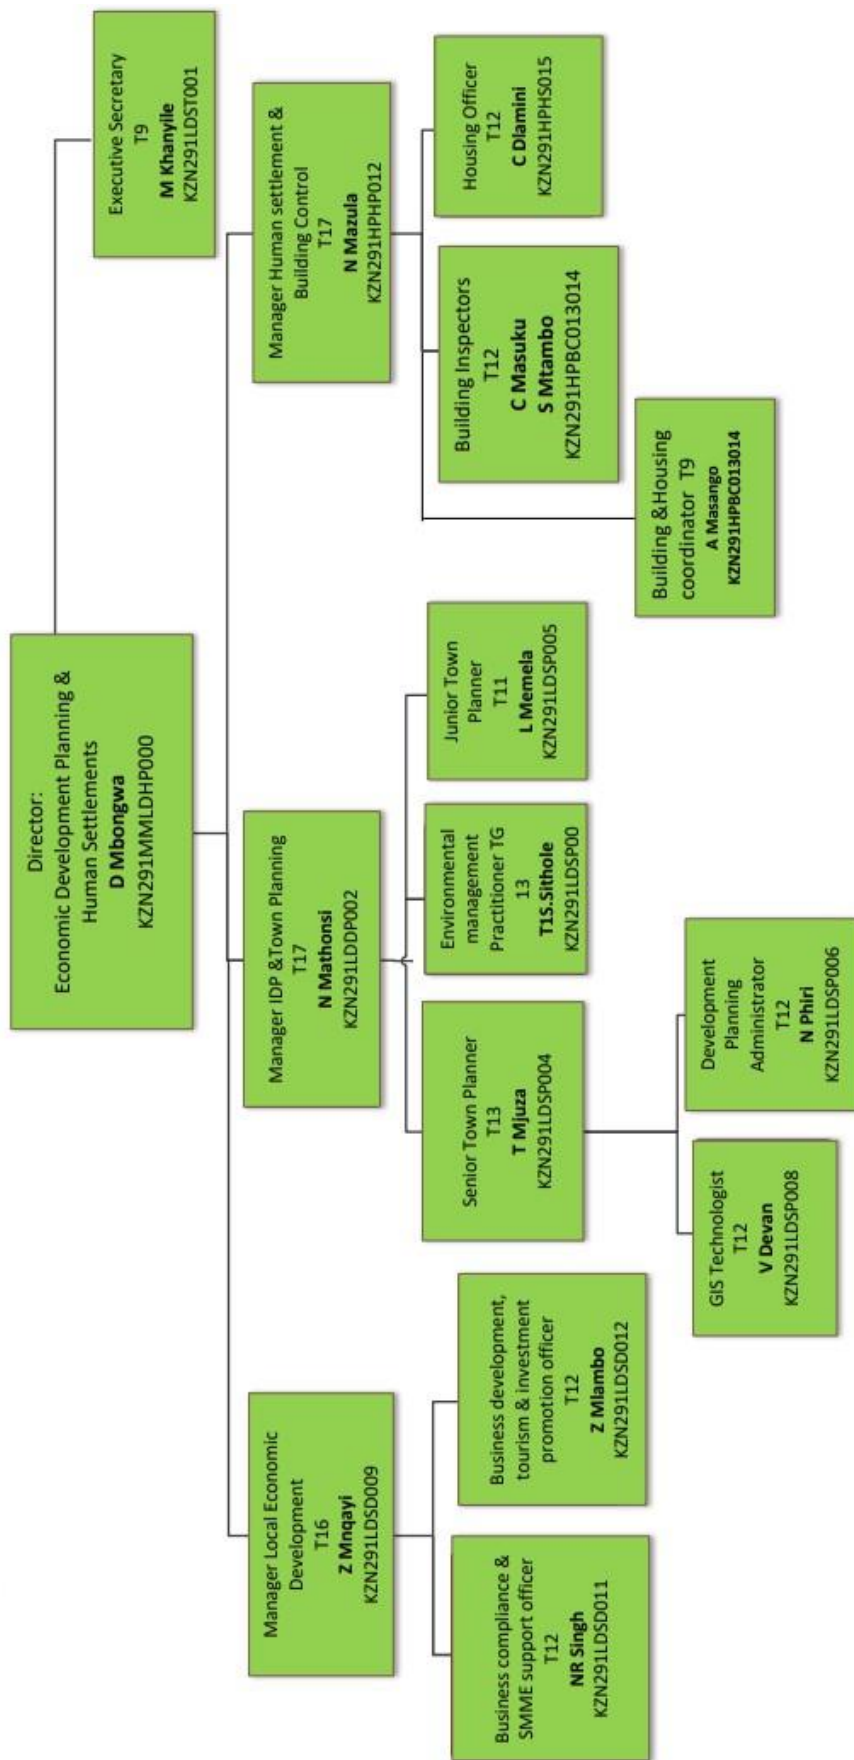 Director:
Economic Development Planning &
Human Settlements
D Mbongwa
KZN291MMLDHP000
Executive Secretary
T9
M Khanyile
KZN291LDST001
Manager Local Economic
Development
T16
Z Mnqayi
KZN291LDSD009
Manager IDP &Town Planning
T17
N Mathonsi
KZN291LDDP002
Manager Human settlement &
Building Control
T17
N Mazula
KZN291HPHP012
Business compliance &
SMME support officer
T12
NR Singh
KZN291LDSD011
Business development,
tourism & investment
promotion officer
T12
Z Mlambo
KZN291LDSD012
Senior Town Planner
T13
T Mjuza
KZN291LDSP004
Environmental
management
Practitioner TG
13
T1S.Sithole
KZN291LDSP00
Junior Town
Planner
T11
L Memela
KZN291LDSP005
Building Inspectors
T12
C Masuku
S Mtambo
KZN291HPBC013014
Housing Officer
T12
C Dlamini
KZN291HPHS015
GIS Technologist
T12
V Devan
KZN291LDSP008
Development
Planning
Administrator
T12
N Phiri
KZN291LDSP006
Building &Housing
coordinator T9
A Masango
KZN291HPBC013014